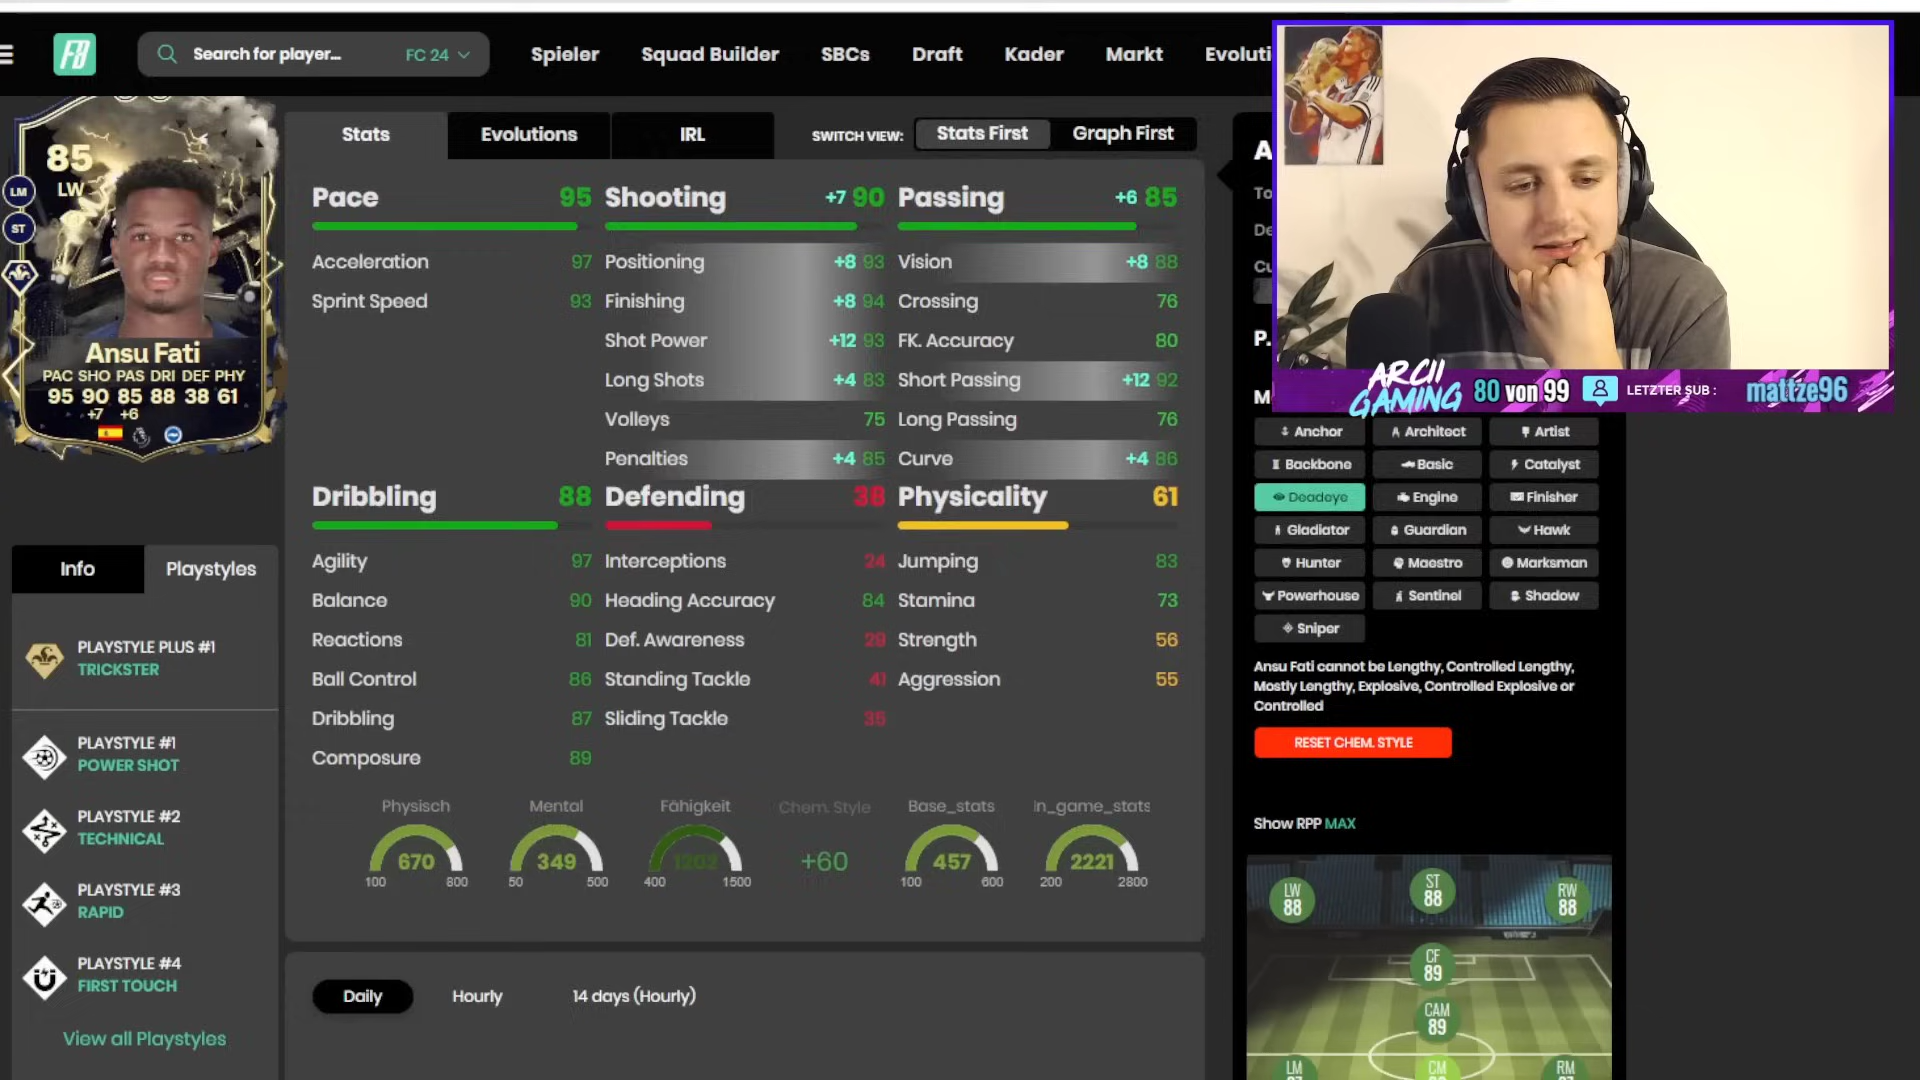 Search for player...
FC 24
Spieler
Squad Builder
SBCs
Draft
Kader
Markt
85
LW
LM
ST
Ansu Fati
PAC SHO PAS DRI DEF PHY
95 90 85 88 38 61
+7 +6
Info
Playstyles
PLAYSTYLE PLUS #1
TRICKSTER
PLAYSTYLE #1
POWER SHOT
PLAYSTYLE #2
TECHNICAL
PLAYSTYLE #3
RAPID
PLAYSTYLE #4
FIRST TOUCH
View all Playstyles
Stats
Evolutions
IRL
SWITCH VIEW:
Stats First
Graph First
Pace 95
Acceleration 97
Sprint Speed 93
Shooting +7 90
Positioning +8 93
Finishing +8 94
Shot Power +12 93
Long Shots +4 83
Volleys 75
Penalties +4 85
Passing +6 85
Vision +8 88
Crossing 76
FK. Accuracy 80
Short Passing +12 92
Long Passing 76
Curve +4 86
Dribbling 88
Agility 97
Balance 90
Reactions 81
Ball Control 86
Dribbling 87
Composure 89
Defending 38
Interceptions 24
Heading Accuracy 84
Def. Awareness 29
Standing Tackle 41
Sliding Tackle 35
Physicality 61
Jumping 83
Stamina 73
Strength 56
Aggression 55
Physisch
670
100 800
Mental
349
50 500
Fähigkeit
1202
400 1500
Chem. Style
+60
Base_stats
457
100 600
In_game_stats
2221
200 2800
Daily
Hourly
14 days (Hourly)
ARCII
GAMING
80 von 99
LETZTER SUB :
mattze96
Anchor
Architect
Artist
Backbone
Basic
Catalyst
Deadeye
Engine
Finisher
Gladiator
Guardian
Hawk
Hunter
Maestro
Marksman
Powerhouse
Sentinel
Shadow
Sniper
Ansu Fati cannot be Lengthy, Controlled Lengthy,
Mostly Lengthy, Explosive, Controlled Explosive or
Controlled
RESET CHEM. STYLE
Show RPP MAX
LW
88
ST
88
RW
88
CF
89
CAM
89
LM
CM
RM